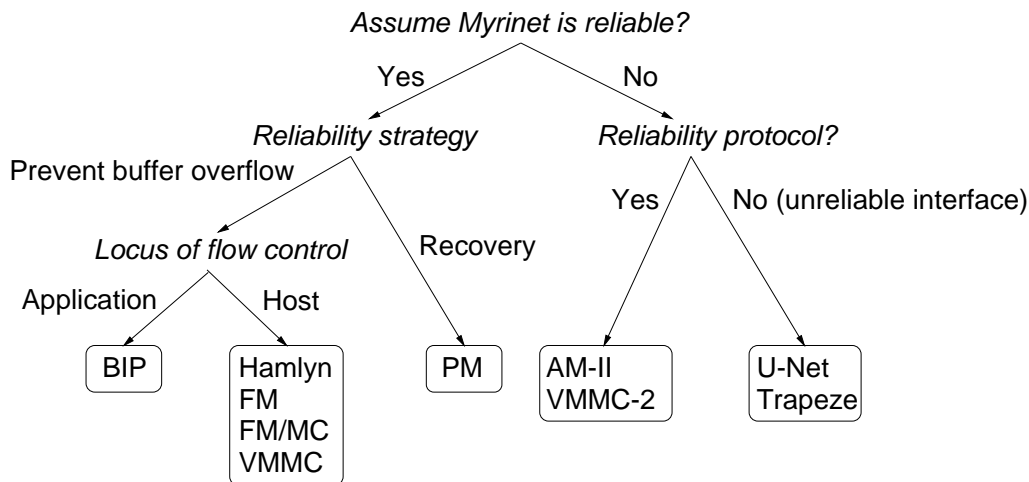 Assume Myrinet is reliable?
Yes
No
Reliability strategy
Reliability protocol?
Prevent buffer overflow
Yes
No (unreliable interface)
Locus of flow control
Recovery
Application
Host
BIP
Hamlyn
FM
FM/MC
VMMC
PM
AM-II
VMMC-2
U-Net
Trapeze